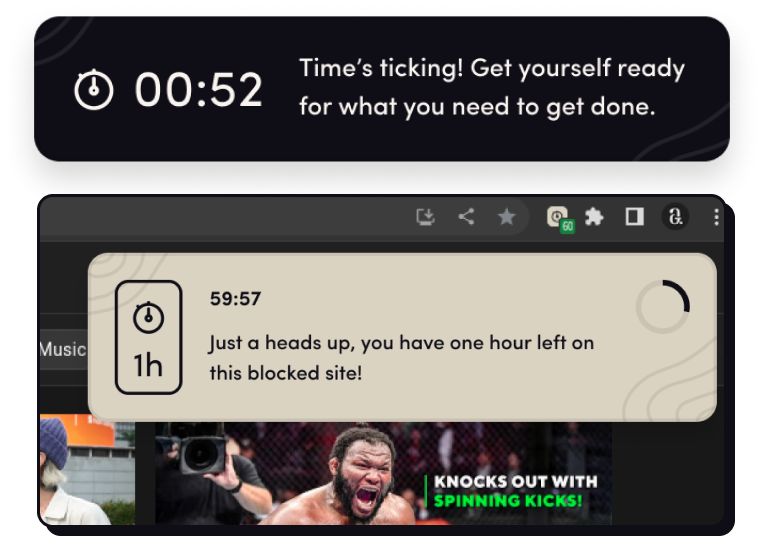 00:52
Time’s ticking! Get yourself ready
for what you need to get done.
60
a
59:57
1h
Just a heads up, you have one hour left on
this blocked site!
Music
KNOCKS OUT WITH
SPINNING KICKS!